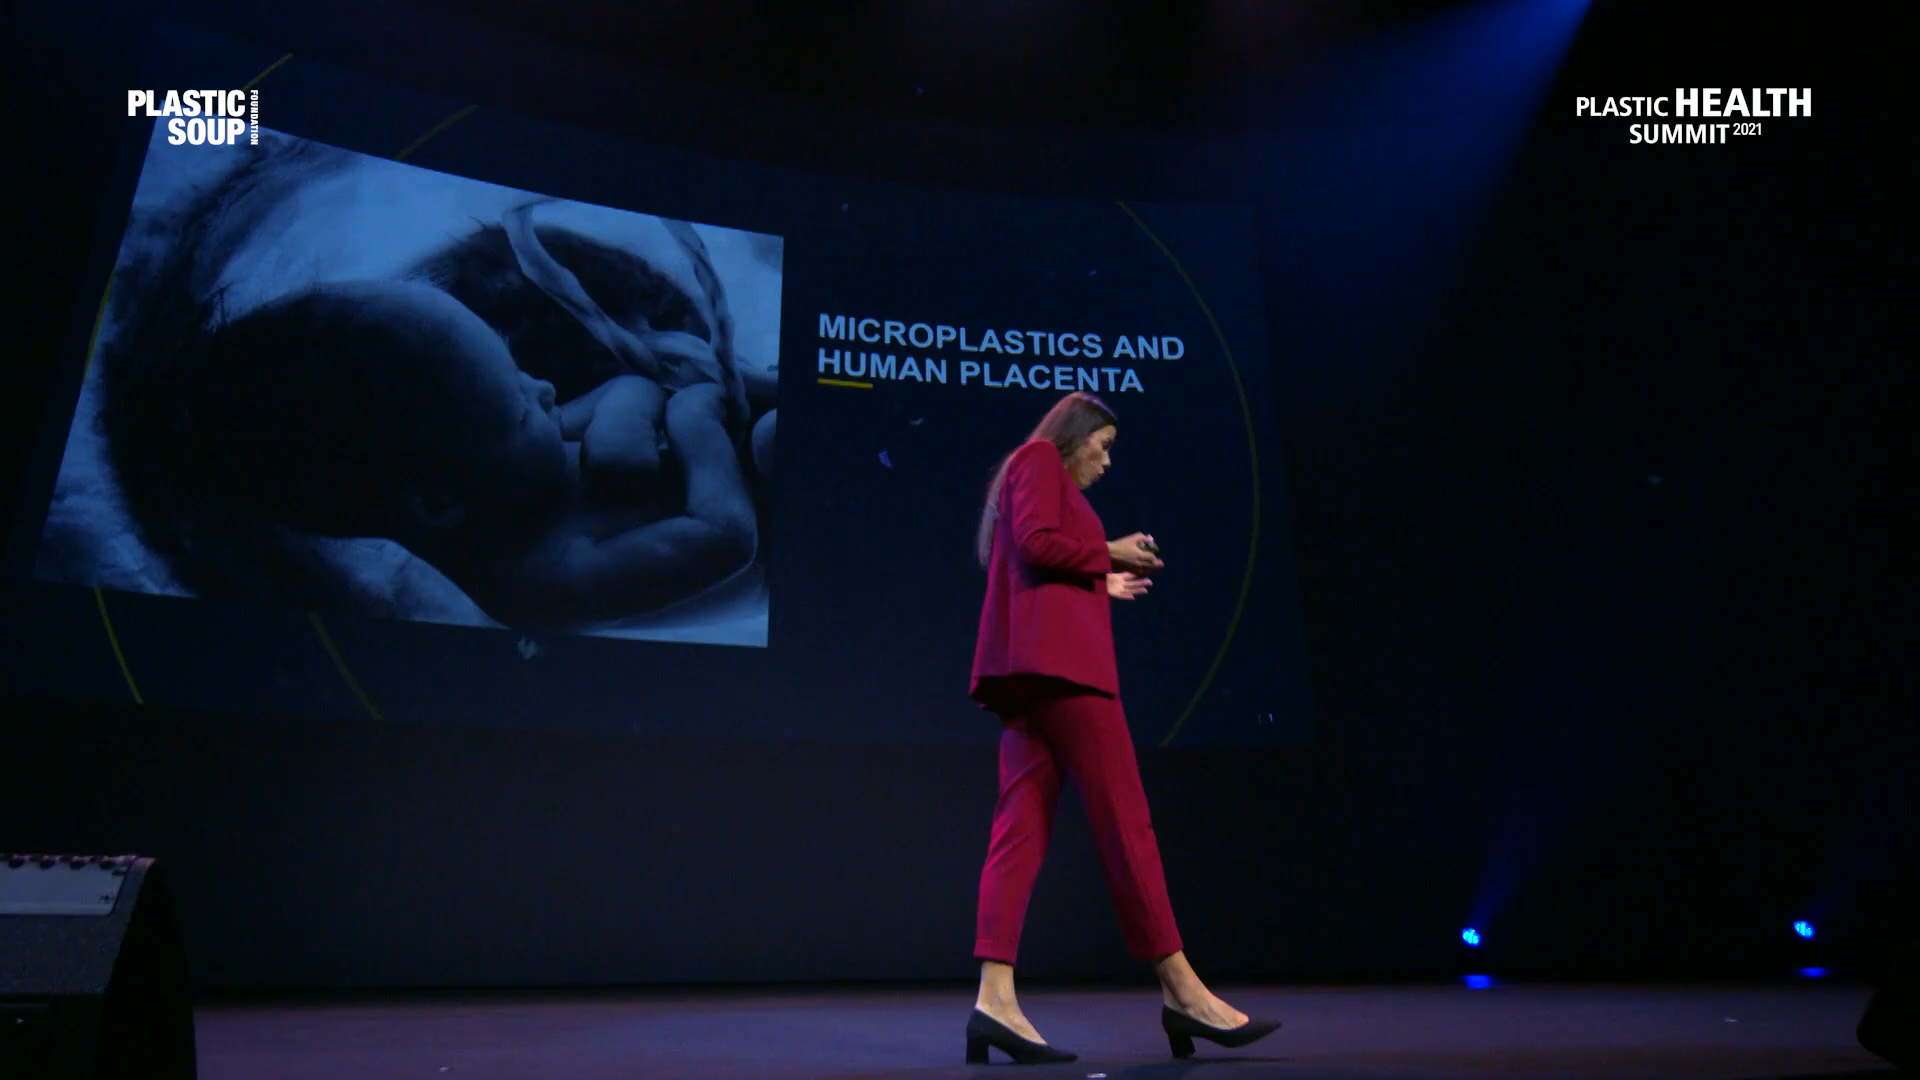 PLASTIC
SOUP
FOUNDATION
PLASTIC HEALTH
SUMMIT 2021
MICROPLASTICS AND
HUMAN PLACENTA